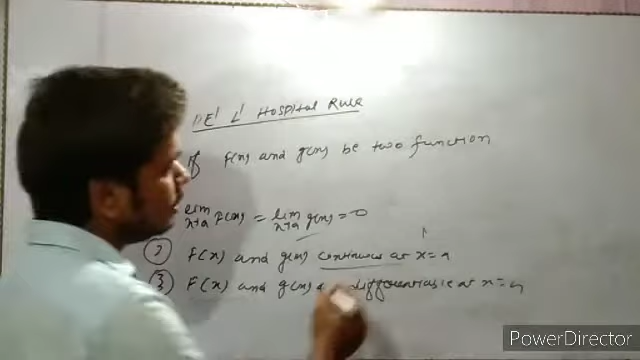 "DE' L' Hospital Rule
If f(x) and g(x) be two function
lim x→a f(x) = lim x→a g(x) = 0
② f(x) and g(x) continuous at x = a
③ f(x) and g(x) differentiable at x = a
PowerDirector